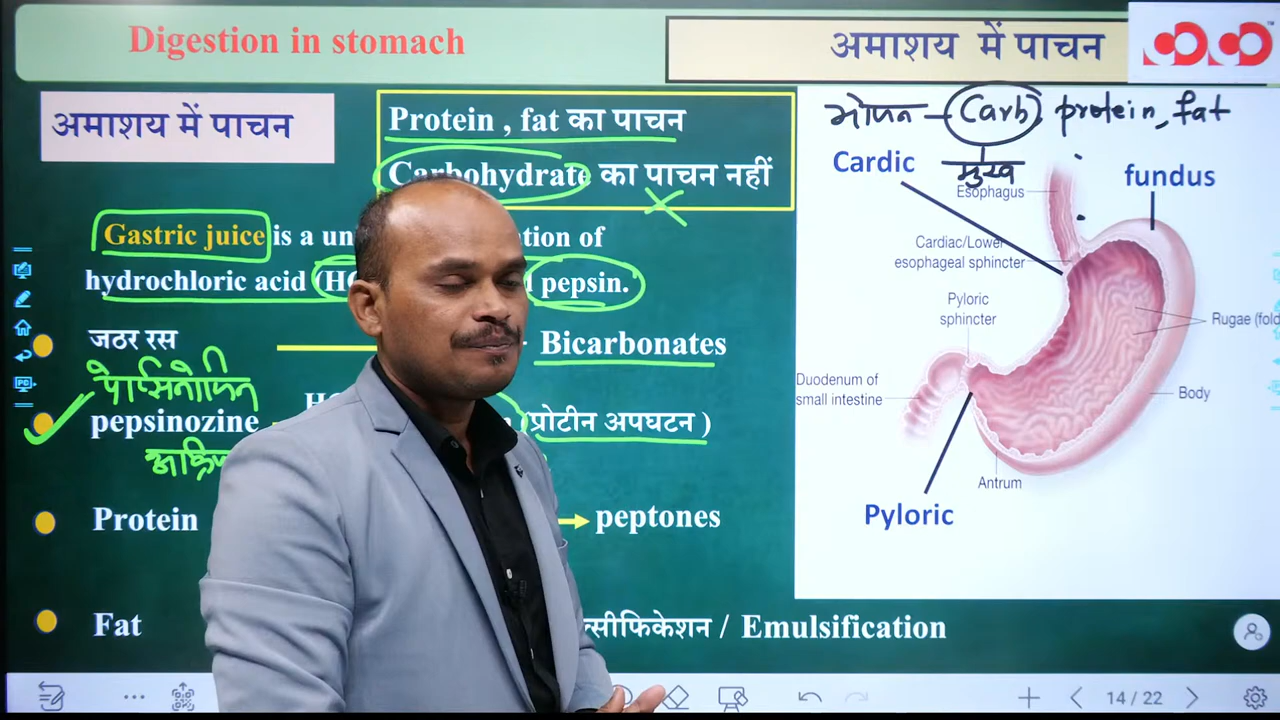 Digestion in stomach
अमाशय में पाचन
अमाशय में पाचन
Protein , fat का पाचन
Carbohydrate का पाचन नहीं
भोजन - Carb, protein, fat
मुख
Cardic
fundus
Esophagus
Gastric juice is a un
tion of
hydrochloric acid (H
pepsin.
Cardiac/Lower
esophageal sphincter
Pyloric
sphincter
Rugae (fold
जठर रस
Bicarbonates
Duodenum of
small intestine
Body
पेप्सिनोजिन
pepsinozine
(प्रोटीन अपघटन )
Antrum
Pyloric
Protein
peptones
Fat
ल्सीफिकेशन / Emulsification
14 / 22